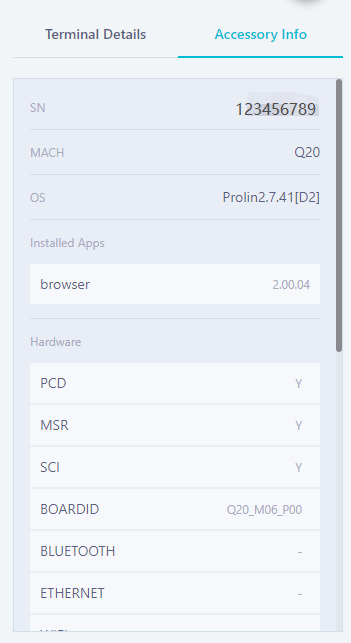 Terminal Details Accessory Info
SN 123456789
MACH Q20
OS Prolin2.7.41[D2]
Installed Apps
browser 2.00.04
Hardware
PCD Y
MSR Y
SCI Y
BOARDID Q20_M06_P00
BLUETOOTH -
ETHERNET -